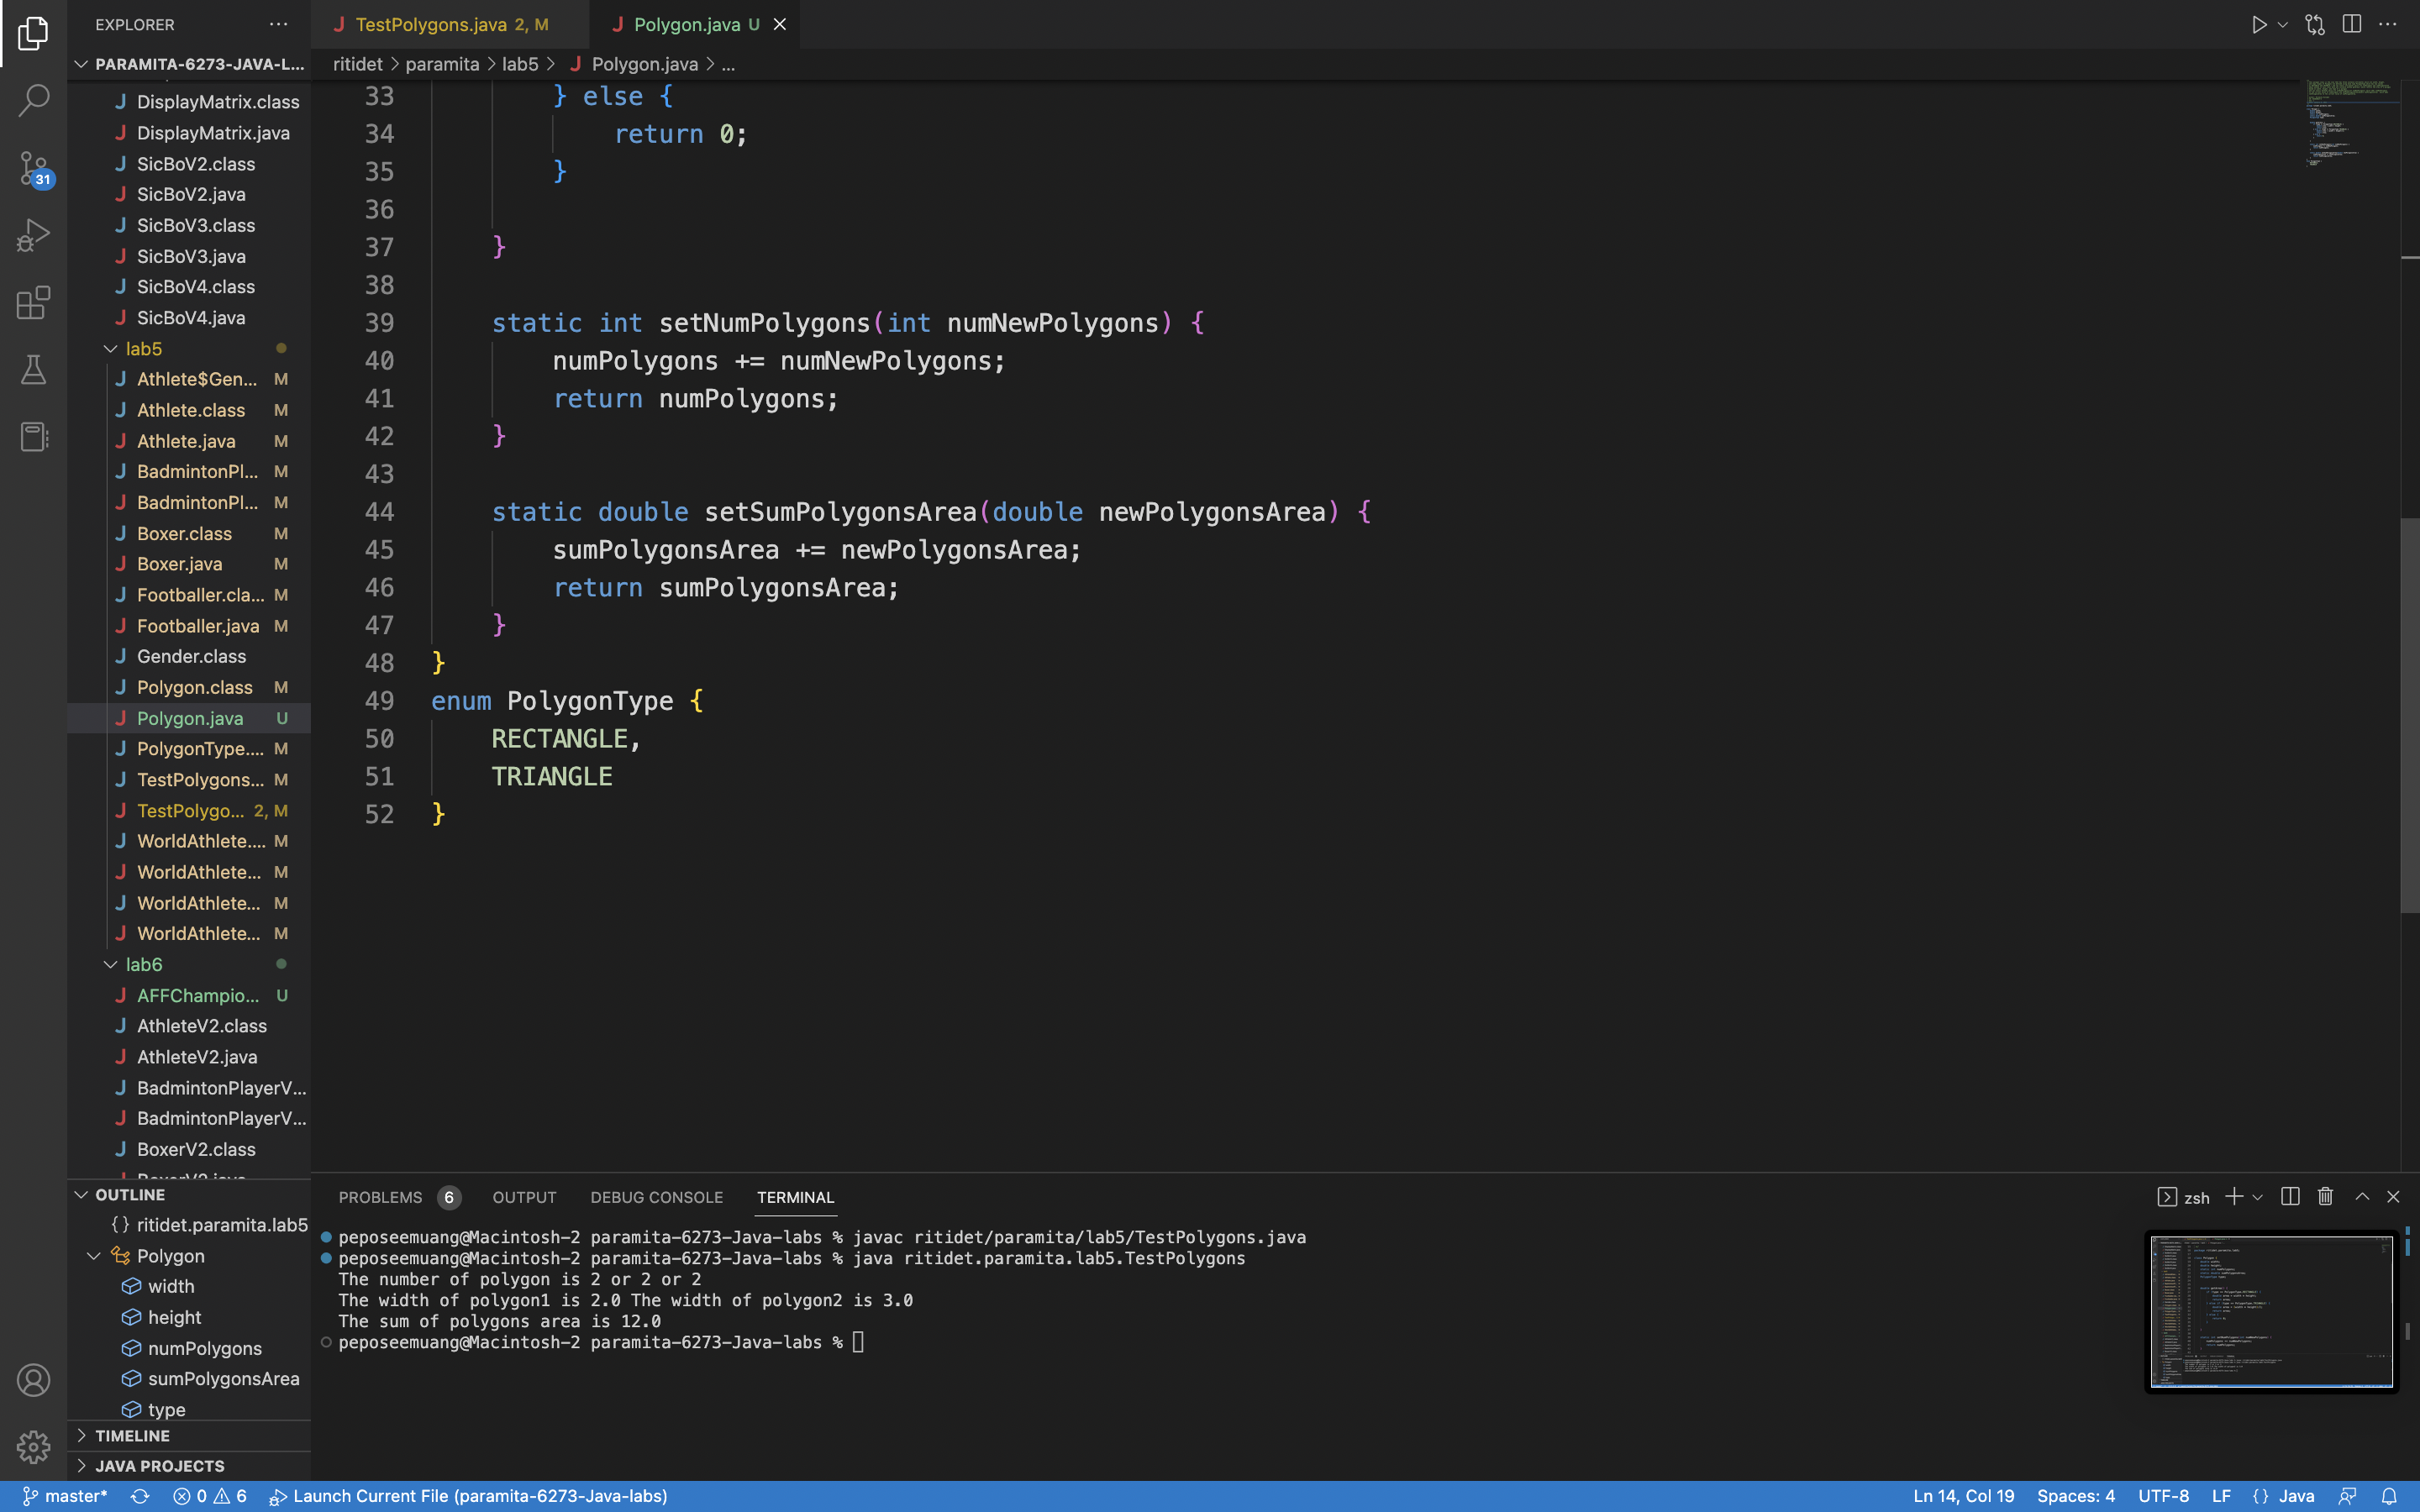 EXPLORER
TestPolygons.java 2, M
Polygon.java U
PARAMITA-6273-JAVA-L...
ritidet > paramita > lab5 > Polygon.java > ...
DisplayMatrix.class
DisplayMatrix.java
SicBoV2.class
SicBoV2.java
SicBoV3.class
SicBoV3.java
SicBoV4.class
SicBoV4.java
lab5
Athlete$Gen... M
Athlete.class M
Athlete.java M
BadmintonPl... M
BadmintonPl... M
Boxer.class M
Boxer.java M
Footballer.cla... M
Footballer.java M
Gender.class
Polygon.class M
Polygon.java U
PolygonType.... M
TestPolygons... M
TestPolygo... 2, M
WorldAthlete.... M
WorldAthlete... M
WorldAthlete... M
WorldAthlete... M
lab6
AFFChampio... U
AthleteV2.class
AthleteV2.java
BadmintonPlayerV...
BadmintonPlayerV...
BoxerV2.class
31
OUTLINE
{} ritidet.paramita.lab5
Polygon
width
height
numPolygons
sumPolygonsArea
type
TIMELINE
JAVA PROJECTS
33 } else {
34 return 0;
35 }
36
37 }
38
39 static int setNumPolygons(int numNewPolygons) {
40 numPolygons += numNewPolygons;
41 return numPolygons;
42 }
43
44 static double setSumPolygonsArea(double newPolygonsArea) {
45 sumPolygonsArea += newPolygonsArea;
46 return sumPolygonsArea;
47 }
48 }
49 enum PolygonType {
50 RECTANGLE,
51 TRIANGLE
52 }
PROBLEMS 6 OUTPUT DEBUG CONSOLE TERMINAL
zsh
peposeemuang@Macintosh-2 paramita-6273-Java-labs % javac ritidet/paramita/lab5/TestPolygons.java
peposeemuang@Macintosh-2 paramita-6273-Java-labs % java ritidet.paramita.lab5.TestPolygons
The number of polygon is 2 or 2 or 2
The width of polygon1 is 2.0 The width of polygon2 is 3.0
The sum of polygons area is 12.0
peposeemuang@Macintosh-2 paramita-6273-Java-labs %
master* 0 6 Launch Current File (paramita-6273-Java-labs)
Ln 14, Col 19 Spaces: 4 UTF-8 LF {} Java